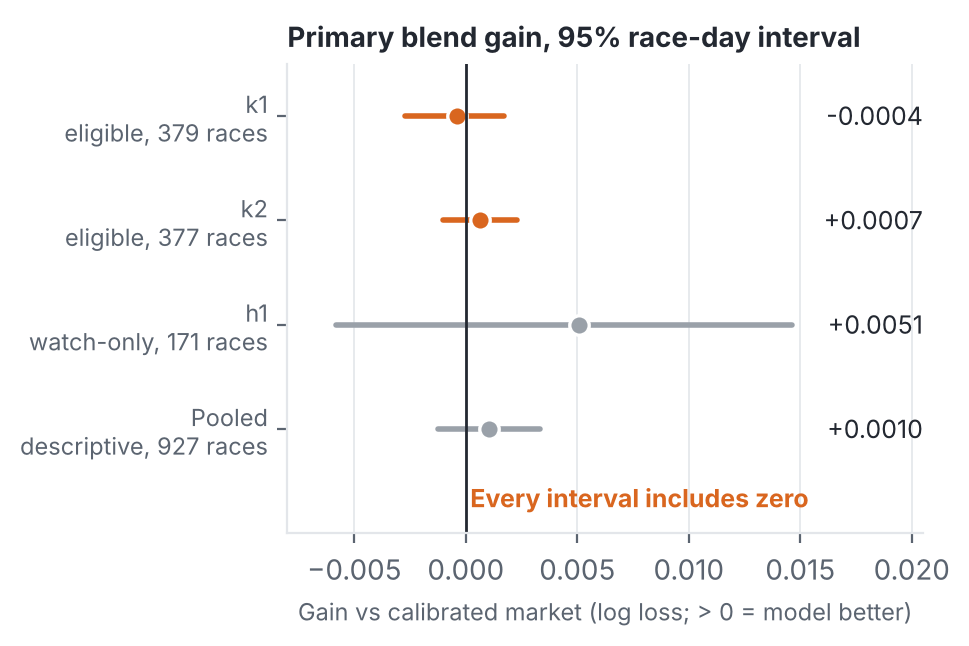 Primary blend gain, 95% race-day interval
k1
eligible, 379 races
-0.0004
k2
eligible, 377 races
+0.0007
h1
watch-only, 171 races
+0.0051
Pooled
descriptive, 927 races
+0.0010
Every interval includes zero
−0.005 0.000 0.005 0.010 0.015 0.020
Gain vs calibrated market (log loss; > 0 = model better)